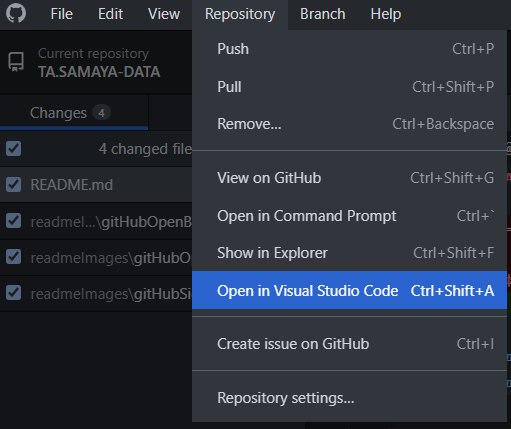 File Edit View Repository Branch Help
Current repository
TA.SAMAYA-DATA
Changes 4
4 changed file
README.md
readmeI...\gitHubOpenB
readmeImages\gitHubO
readmeImages\gitHubSi
Push Ctrl+P
Pull Ctrl+Shift+P
Remove... Ctrl+Backspace
View on GitHub Ctrl+Shift+G
Open in Command Prompt Ctrl+`
Show in Explorer Ctrl+Shift+F
Open in Visual Studio Code Ctrl+Shift+A
Create issue on GitHub Ctrl+I
Repository settings...